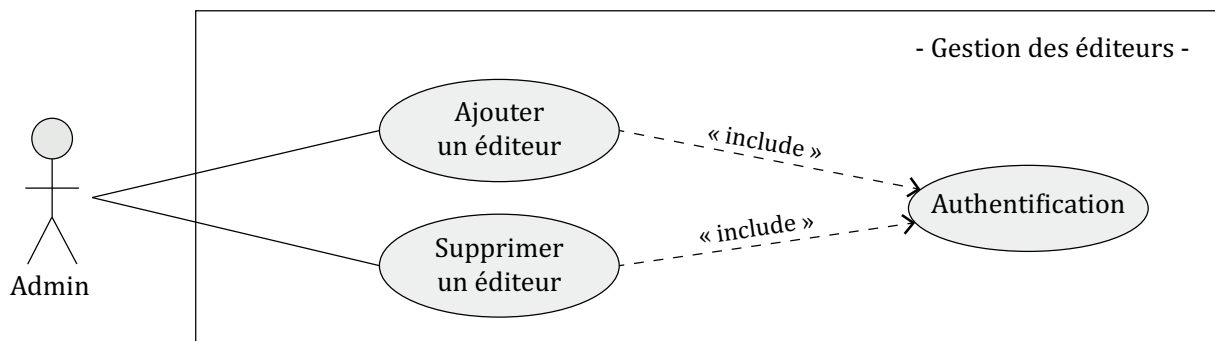 - Gestion des éditeurs -
Ajouter
un éditeur
« include »
Authentification
Supprimer
un éditeur
« include »
Admin